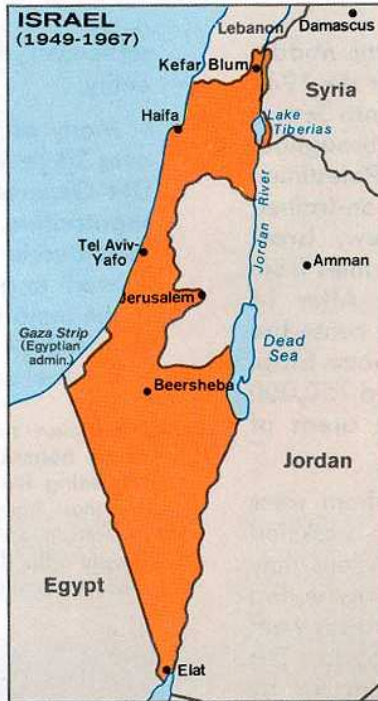 ISRAEL
(1949-1967)
Lebanon
Damascus
Kefar Blum
Syria
Haifa
Lake
Tiberias
Jordan River
Tel Aviv-
Yafo
Amman
Jerusalem
Gaza Strip
(Egyptian
admin.)
Dead
Sea
Beersheba
Jordan
Egypt
Elat